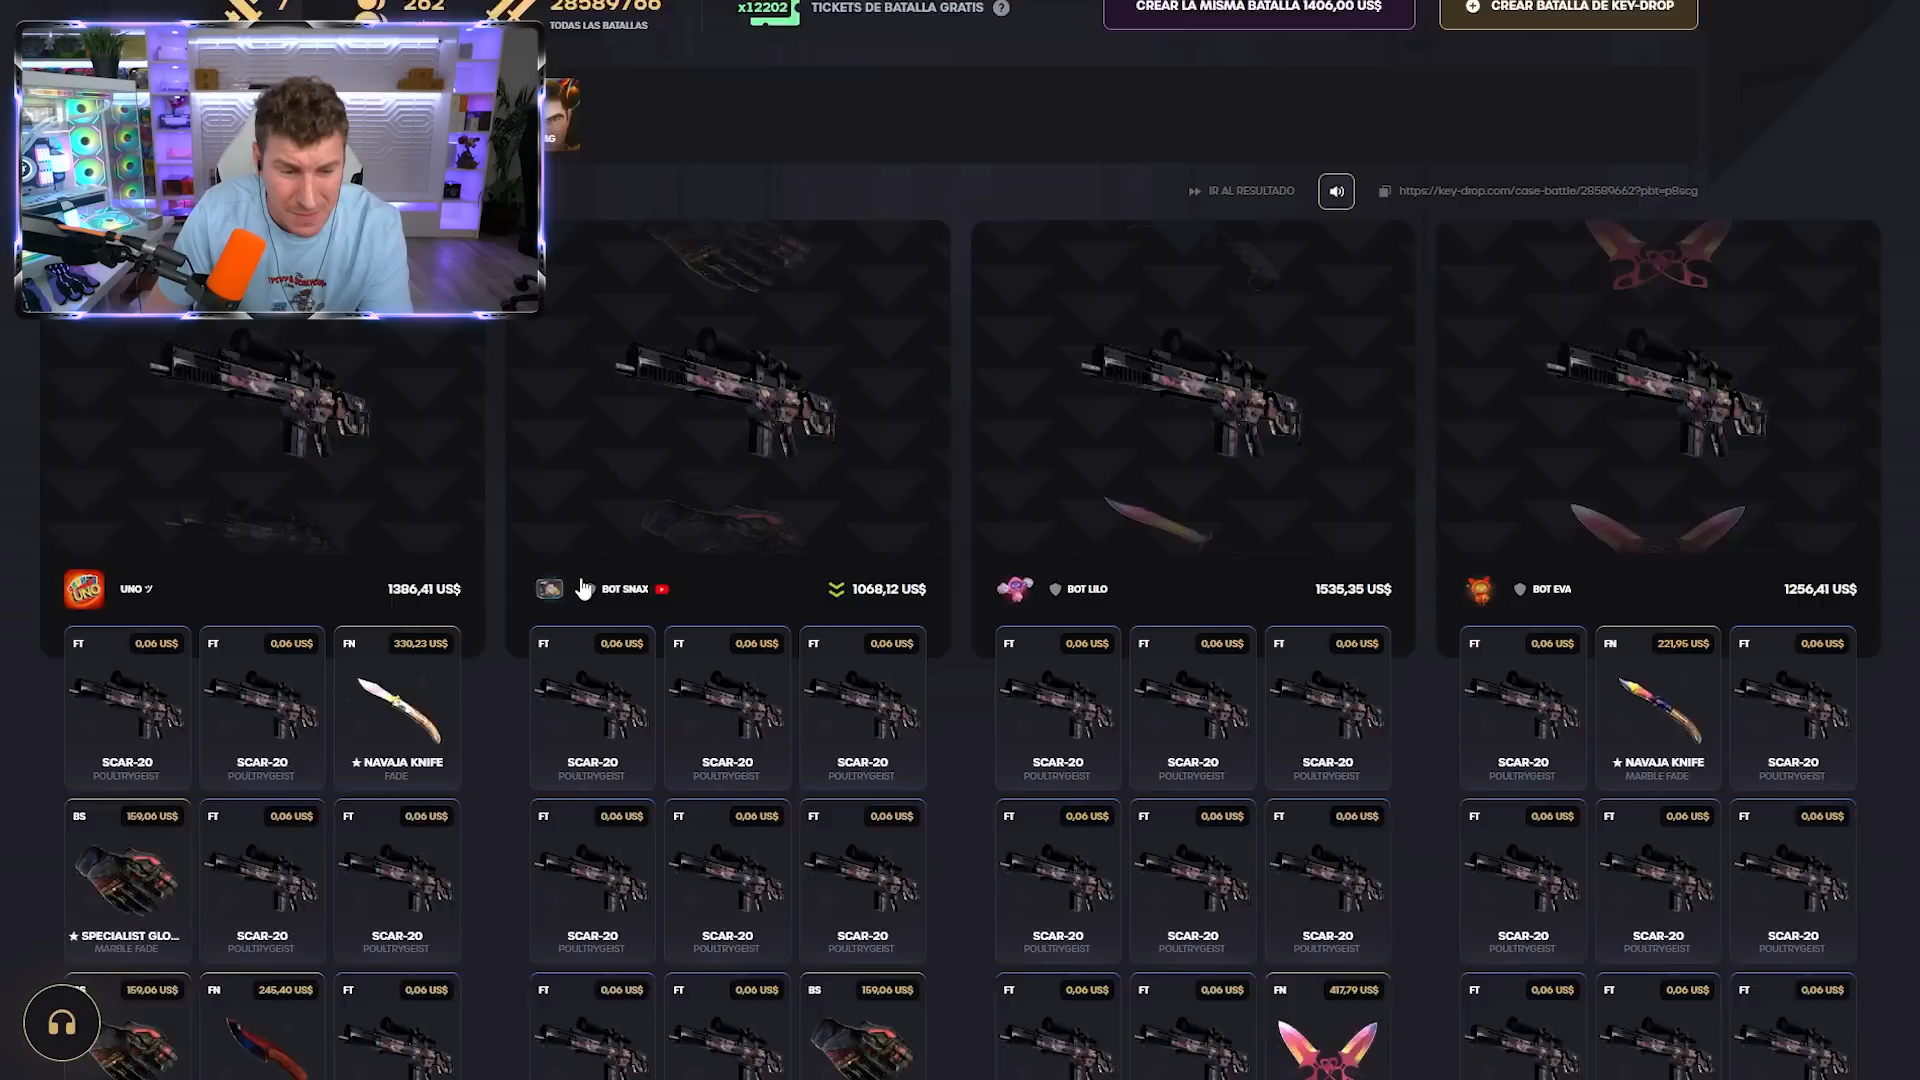 28589766
TODAS LAS BATALLAS
x12202 TICKETS DE BATALLA GRATIS ?
CREAR LA MISMA BATALLA 1406,00 US$
CREAR BATALLA DE KEY-DROP
IR AL RESULTADO
https://key-drop.com/case-battle/28589662?pbt=p8scg
UNO ツ 1386,41 US$
BOT SNAX 1068,12 US$
BOT LILO 1535,35 US$
BOT EVA 1256,41 US$
FT 0,06 US$ FT 0,06 US$ FN 330,23 US$ FT 0,06 US$ FT 0,06 US$ FT 0,06 US$ FT 0,06 US$ FT 0,06 US$ FT 0,06 US$ FT 0,06 US$ FN 221,95 US$ FT 0,06 US$
SCAR-20 SCAR-20 ★ NAVAJA KNIFE SCAR-20 SCAR-20 SCAR-20 SCAR-20 SCAR-20 SCAR-20 SCAR-20 ★ NAVAJA KNIFE SCAR-20
POULTRYGEIST POULTRYGEIST FADE POULTRYGEIST POULTRYGEIST POULTRYGEIST POULTRYGEIST POULTRYGEIST POULTRYGEIST POULTRYGEIST MARBLE FADE POULTRYGEIST
BS 159,06 US$ FT 0,06 US$ FT 0,06 US$ FT 0,06 US$ FT 0,06 US$ FT 0,06 US$ FT 0,06 US$ FT 0,06 US$ FT 0,06 US$ FT 0,06 US$ FT 0,06 US$ FT 0,06 US$
★ SPECIALIST GLO... SCAR-20 SCAR-20 SCAR-20 SCAR-20 SCAR-20 SCAR-20 SCAR-20 SCAR-20 SCAR-20 SCAR-20 SCAR-20
MARBLE FADE POULTRYGEIST POULTRYGEIST POULTRYGEIST POULTRYGEIST POULTRYGEIST POULTRYGEIST POULTRYGEIST POULTRYGEIST POULTRYGEIST POULTRYGEIST POULTRYGEIST
159,06 US$ FN 245,40 US$ FT 0,06 US$ FT 0,06 US$ FT 0,06 US$ BS 159,06 US$ FT 0,06 US$ FT 0,06 US$ FN 417,79 US$ FT 0,06 US$ FT 0,06 US$ FT 0,06 US$